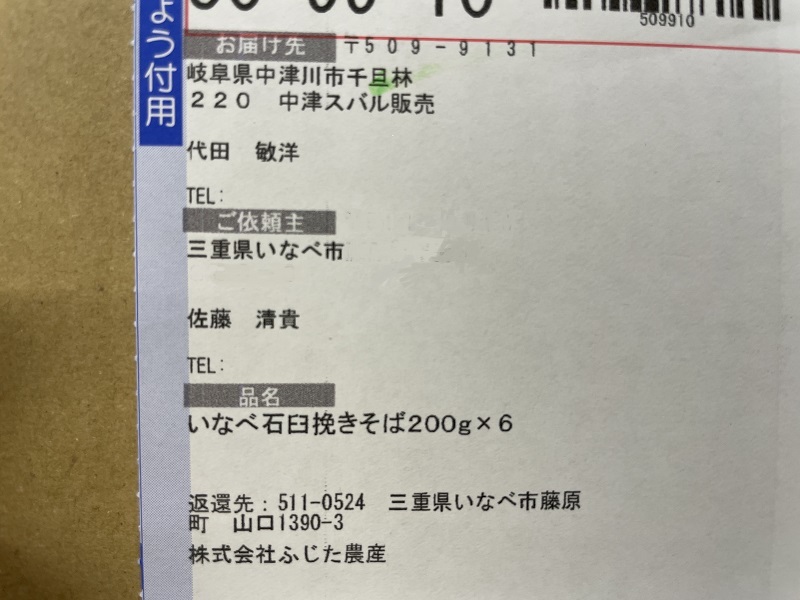 ょう付用
509910
お届け先 〒509-9131
岐阜県中津川市千旦林
220 中津スバル販売
代田 敏洋
TEL:
ご依頼主
三重県いなべ市
佐藤 清貴
TEL:
品名
いなべ石臼挽きそば200g×6
返還先:511-0524 三重県いなべ市藤原
町 山口1390-3
株式会社ふじた農産